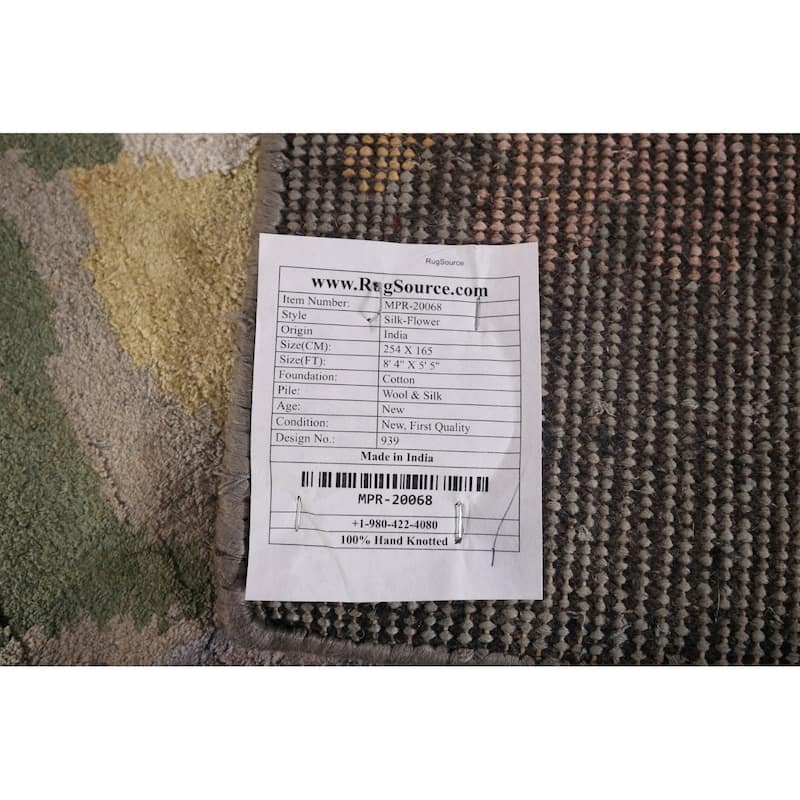 RugSource
www.RugSource.com
Item Number: MPR-20068
Style Silk-Flower
Origin India
Size(CM): 254 X 165
Size(FT): 8' 4" X 5' 5"
Foundation: Cotton
Pile: Wool & Silk
Age: New
Condition: New, First Quality
Design No.: 939
Made in India
MPR-20068
+1-980-422-4080
100% Hand Knotted